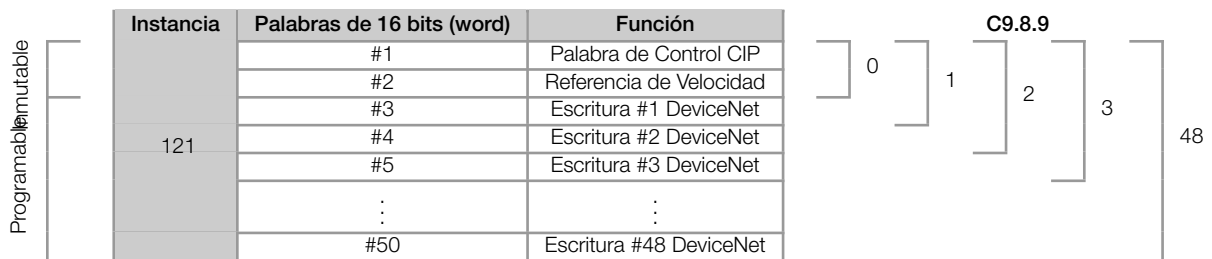 Instancia Palabras de 16 bits (word) Función C9.8.9
Inmutable
Programable
121
#1 Palabra de Control CIP
#2 Referencia de Velocidad
#3 Escritura #1 DeviceNet
#4 Escritura #2 DeviceNet
#5 Escritura #3 DeviceNet
⋮ ⋮
#50 Escritura #48 DeviceNet
0
1
2
3
48